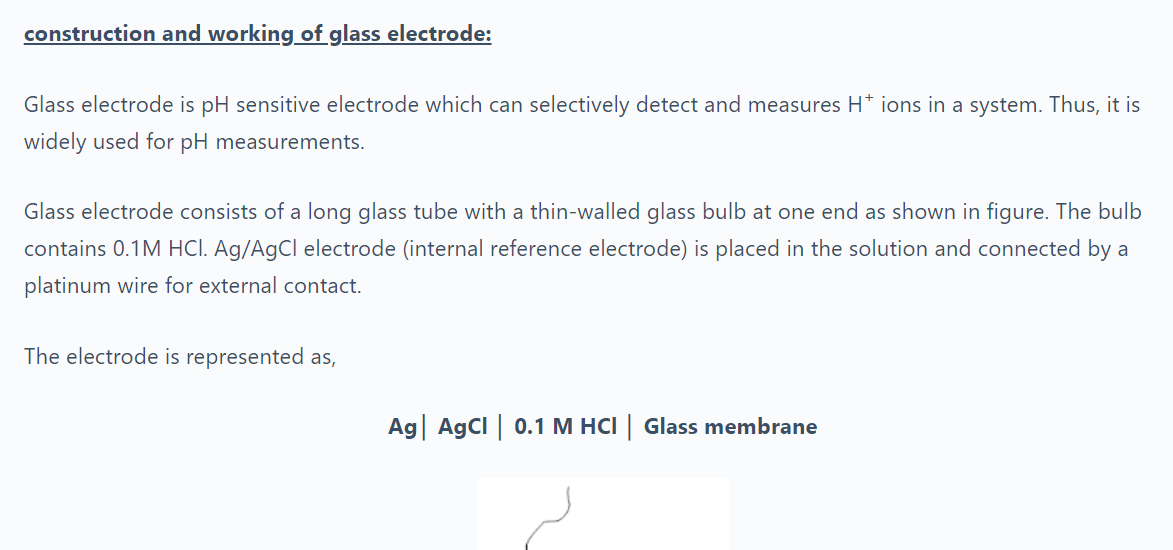 construction and working of glass electrode:
Glass electrode is pH sensitive electrode which can selectively detect and measures H⁺ ions in a system. Thus, it is
widely used for pH measurements.
Glass electrode consists of a long glass tube with a thin-walled glass bulb at one end as shown in figure. The bulb
contains 0.1M HCl. Ag/AgCl electrode (internal reference electrode) is placed in the solution and connected by a
platinum wire for external contact.
The electrode is represented as,
Ag│ AgCl │ 0.1 M HCl │ Glass membrane